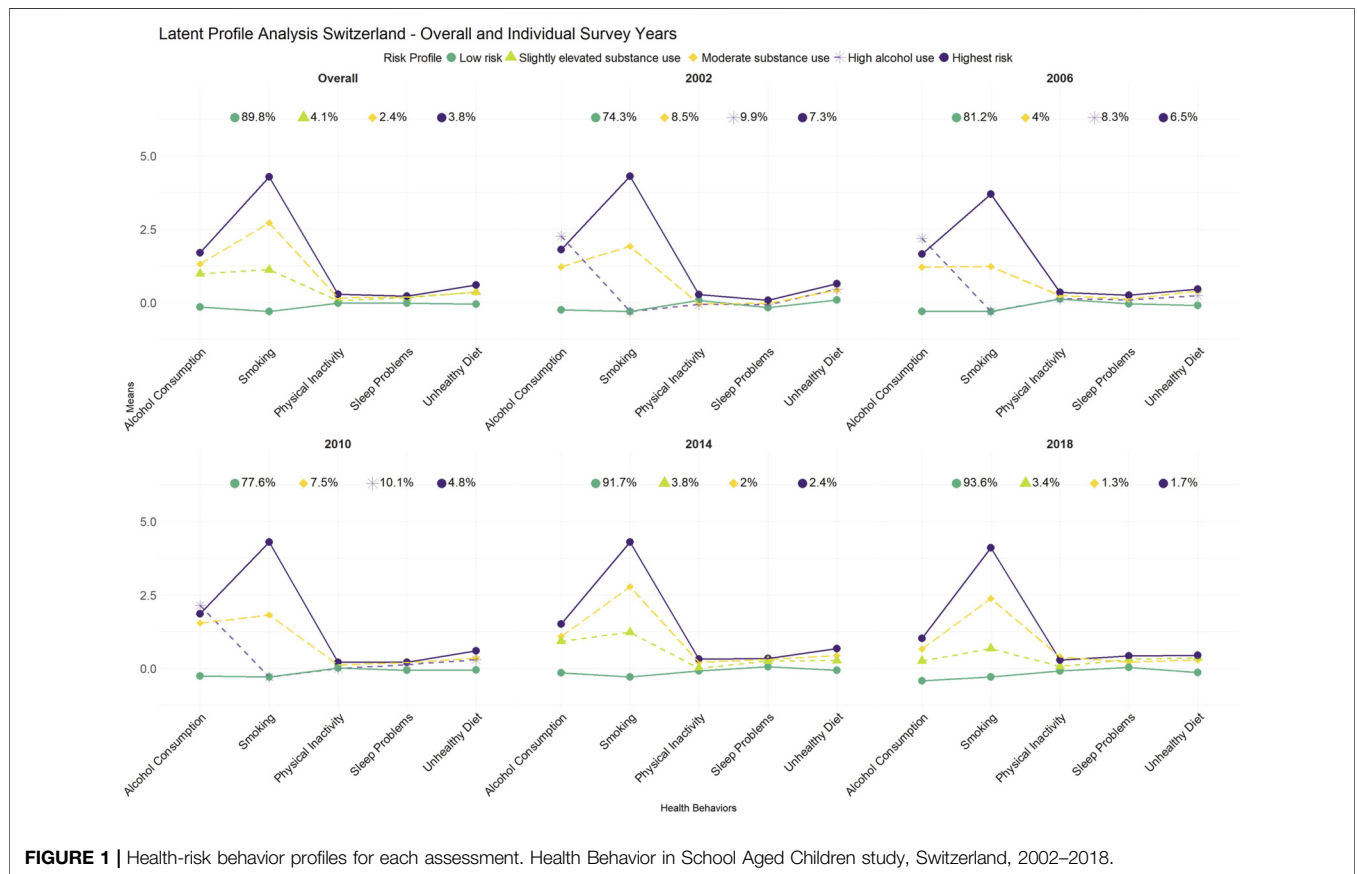 Latent Profile Analysis Switzerland - Overall and Individual Survey Years
Risk Profile Low risk Slightly elevated substance use Moderate substance use High alcohol use Highest risk
Overall 2002 2006
89.8% 4.1% 2.4% 3.8% 74.3% 8.5% 9.9% 7.3% 81.2% 4% 8.3% 6.5%
5.0
2.5
0.0
Alcohol Consumption Smoking Physical Inactivity Sleep Problems Unhealthy Diet Alcohol Consumption Smoking Physical Inactivity Sleep Problems Unhealthy Diet Alcohol Consumption Smoking Physical Inactivity Sleep Problems Unhealthy Diet
Means
2010 2014 2018
77.6% 7.5% 10.1% 4.8% 91.7% 3.8% 2% 2.4% 93.6% 3.4% 1.3% 1.7%
5.0
2.5
0.0
Alcohol Consumption Smoking Physical Inactivity Sleep Problems Unhealthy Diet Alcohol Consumption Smoking Physical Inactivity Sleep Problems Unhealthy Diet Alcohol Consumption Smoking Physical Inactivity Sleep Problems Unhealthy Diet
Health Behaviors
FIGURE 1 | Health-risk behavior profiles for each assessment. Health Behavior in School Aged Children study, Switzerland, 2002–2018.